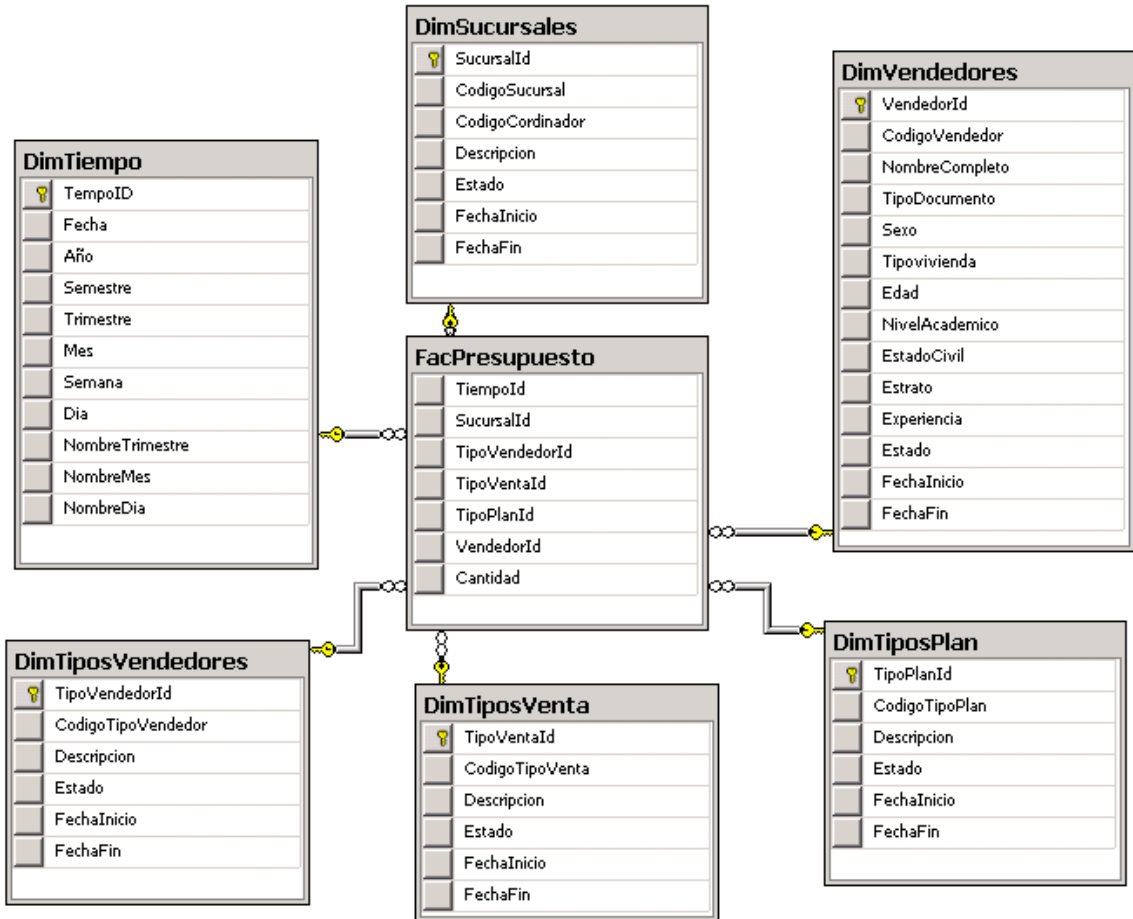 DimSucursales
SucursalId
CodigoSucursal
CodigoCordinador
Descripcion
Estado
FechaInicio
FechaFin
DimVendedores
VendedorId
CodigoVendedor
NombreCompleto
TipoDocumento
Sexo
Tipovivienda
Edad
NivelAcademico
EstadoCivil
Estrato
Experiencia
Estado
FechaInicio
FechaFin
DimTiempo
TempoID
Fecha
Año
Semestre
Trimestre
Mes
Semana
Dia
NombreTrimestre
NombreMes
NombreDia
FacPresupuesto
TiempoId
SucursalId
TipoVendedorId
TipoVentaId
TipoPlanId
VendedorId
Cantidad
DimTiposVendedores
TipoVendedorId
CodigoTipoVendedor
Descripcion
Estado
FechaInicio
FechaFin
DimTiposVenta
TipoVentaId
CodigoTipoVenta
Descripcion
Estado
FechaInicio
FechaFin
DimTiposPlan
TipoPlanId
CodigoTipoPlan
Descripcion
Estado
FechaInicio
FechaFin